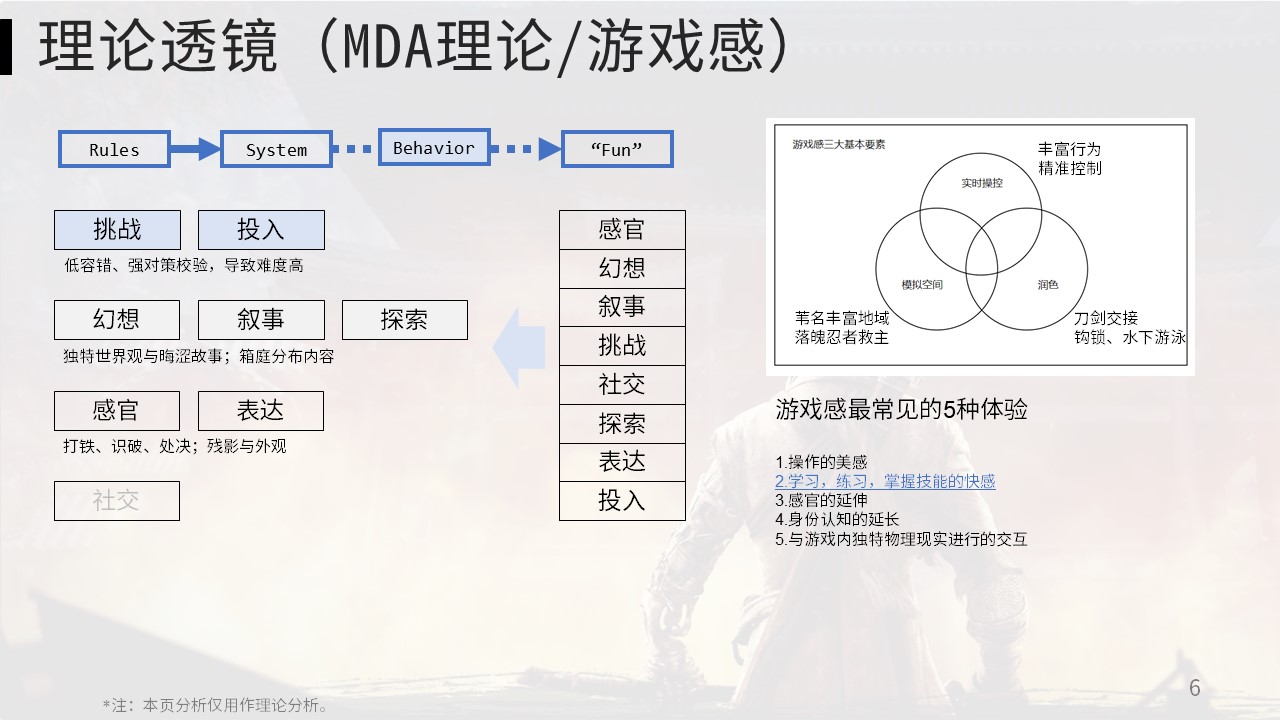 理论透镜（MDA理论/游戏感）
Rules
System
Behavior
“Fun”
挑战
投入
低容错、强对策校验，导致难度高
幻想
叙事
探索
独特世界观与晦涩故事；箱庭分布内容
感官
表达
打铁、识破、处决；残影与外观
社交
感官
幻想
叙事
挑战
社交
探索
表达
投入
游戏感三大基本要素
丰富行为
精准控制
实时操控
模拟空间
润色
苇名丰富地域
落魄忍者救主
刀剑交接
钩锁、水下游泳
游戏感最常见的5种体验
1.操作的美感
2.学习，练习，掌握技能的快感
3.感官的延伸
4.身份认知的延长
5.与游戏内独特物理现实进行的交互
*注：本页分析仅用作理论分析。
6